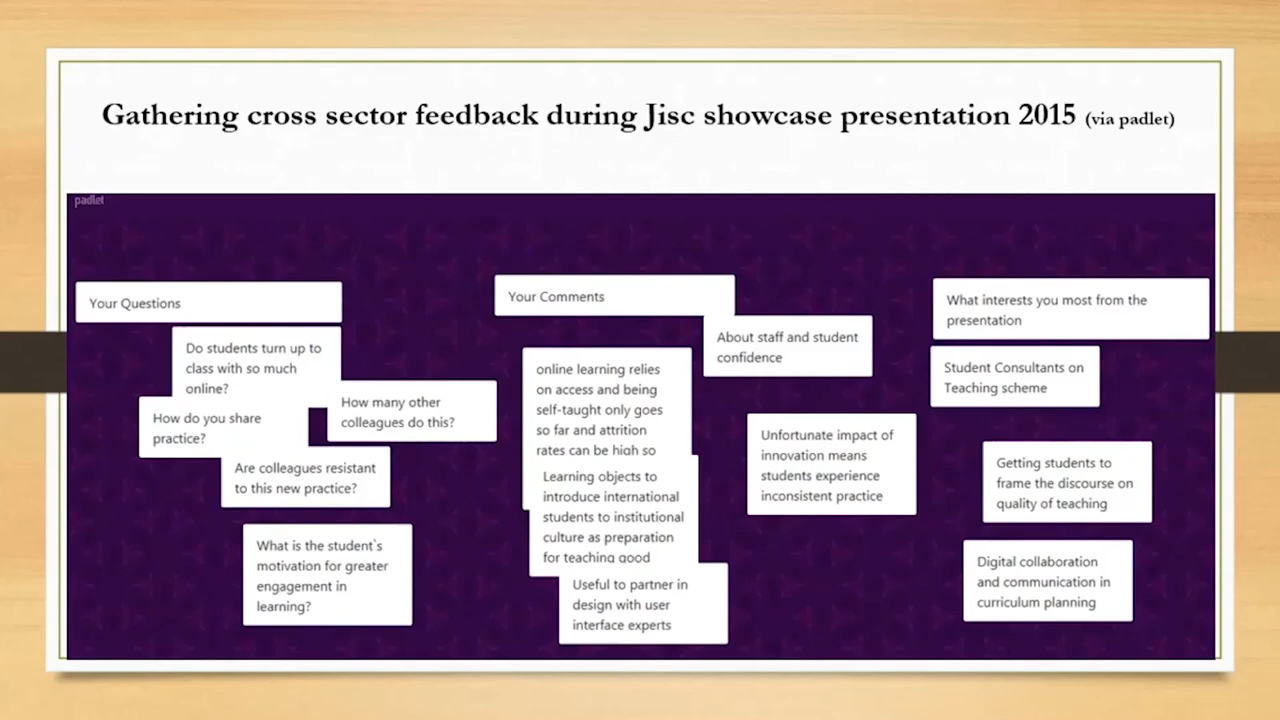 Gathering cross sector feedback during Jisc showcase presentation 2015 (via padlet)
padlet
Your Questions
Do students turn up to
class with so much
online?
How many other
colleagues do this?
How do you share
practice?
Are colleagues resistant
to this new practice?
What is the student`s
motivation for greater
engagement in
learning?
Your Comments
About staff and student
confidence
online learning relies
on access and being
self-taught only goes
so far and attrition
rates can be high so
Learning objects to
introduce international
students to institutional
culture as preparation
for teaching good
Useful to partner in
design with user
interface experts
Unfortunate impact of
innovation means
students experience
inconsistent practice
What interests you most from the
presentation
Student Consultants on
Teaching scheme
Getting students to
frame the discourse on
quality of teaching
Digital collaboration
and communication in
curriculum planning